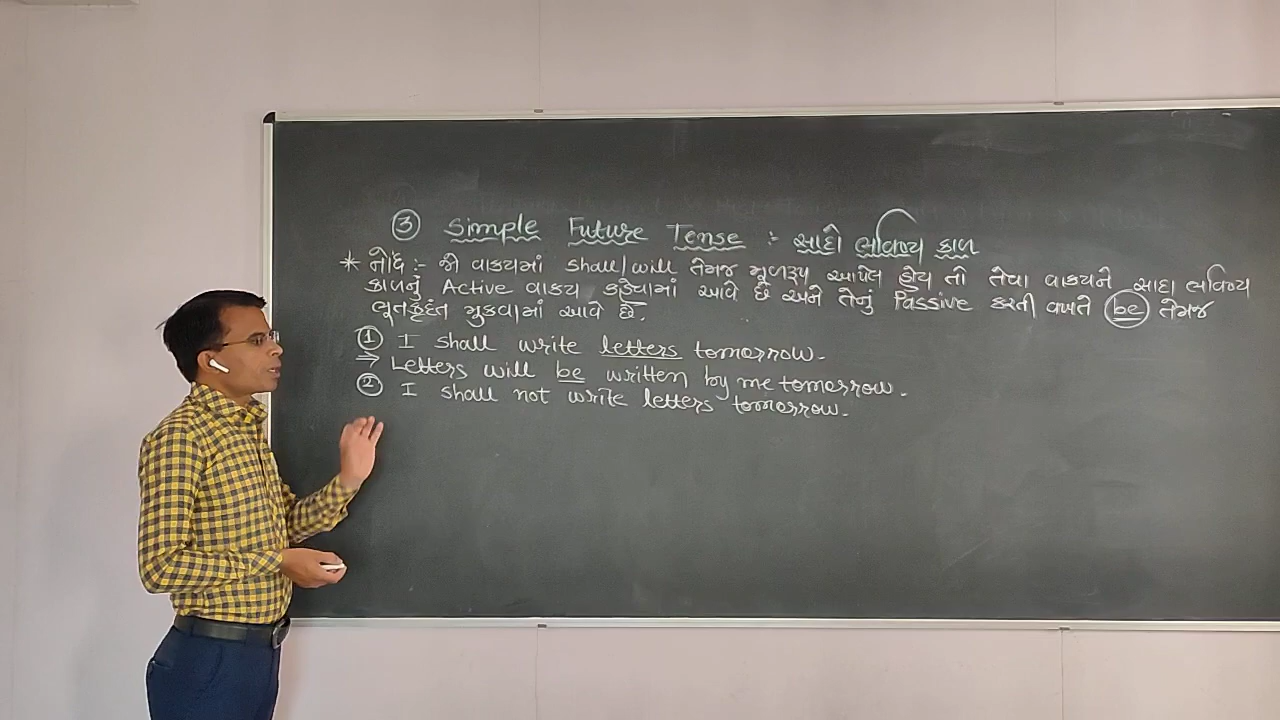 ③ Simple Future Tense :- સાદો ભવિષ્ય કાળ
* નોંધ :- જો વાક્યમાં shall/will તેમજ મૂળરૂપ આપેલ હોય તો તેવા વાક્યને સાદા ભવિષ્ય
કાળનું Active વાક્ય કહેવામાં આવે છે અને તેનું Passive કરતી વખતે be તેમજ
ભૂતકૃદંત મુકવામાં આવે છે.
① I shall write letters tomorrow.
⇒ Letters will be written by me tomorrow.
② I shall not write letters tomorrow.